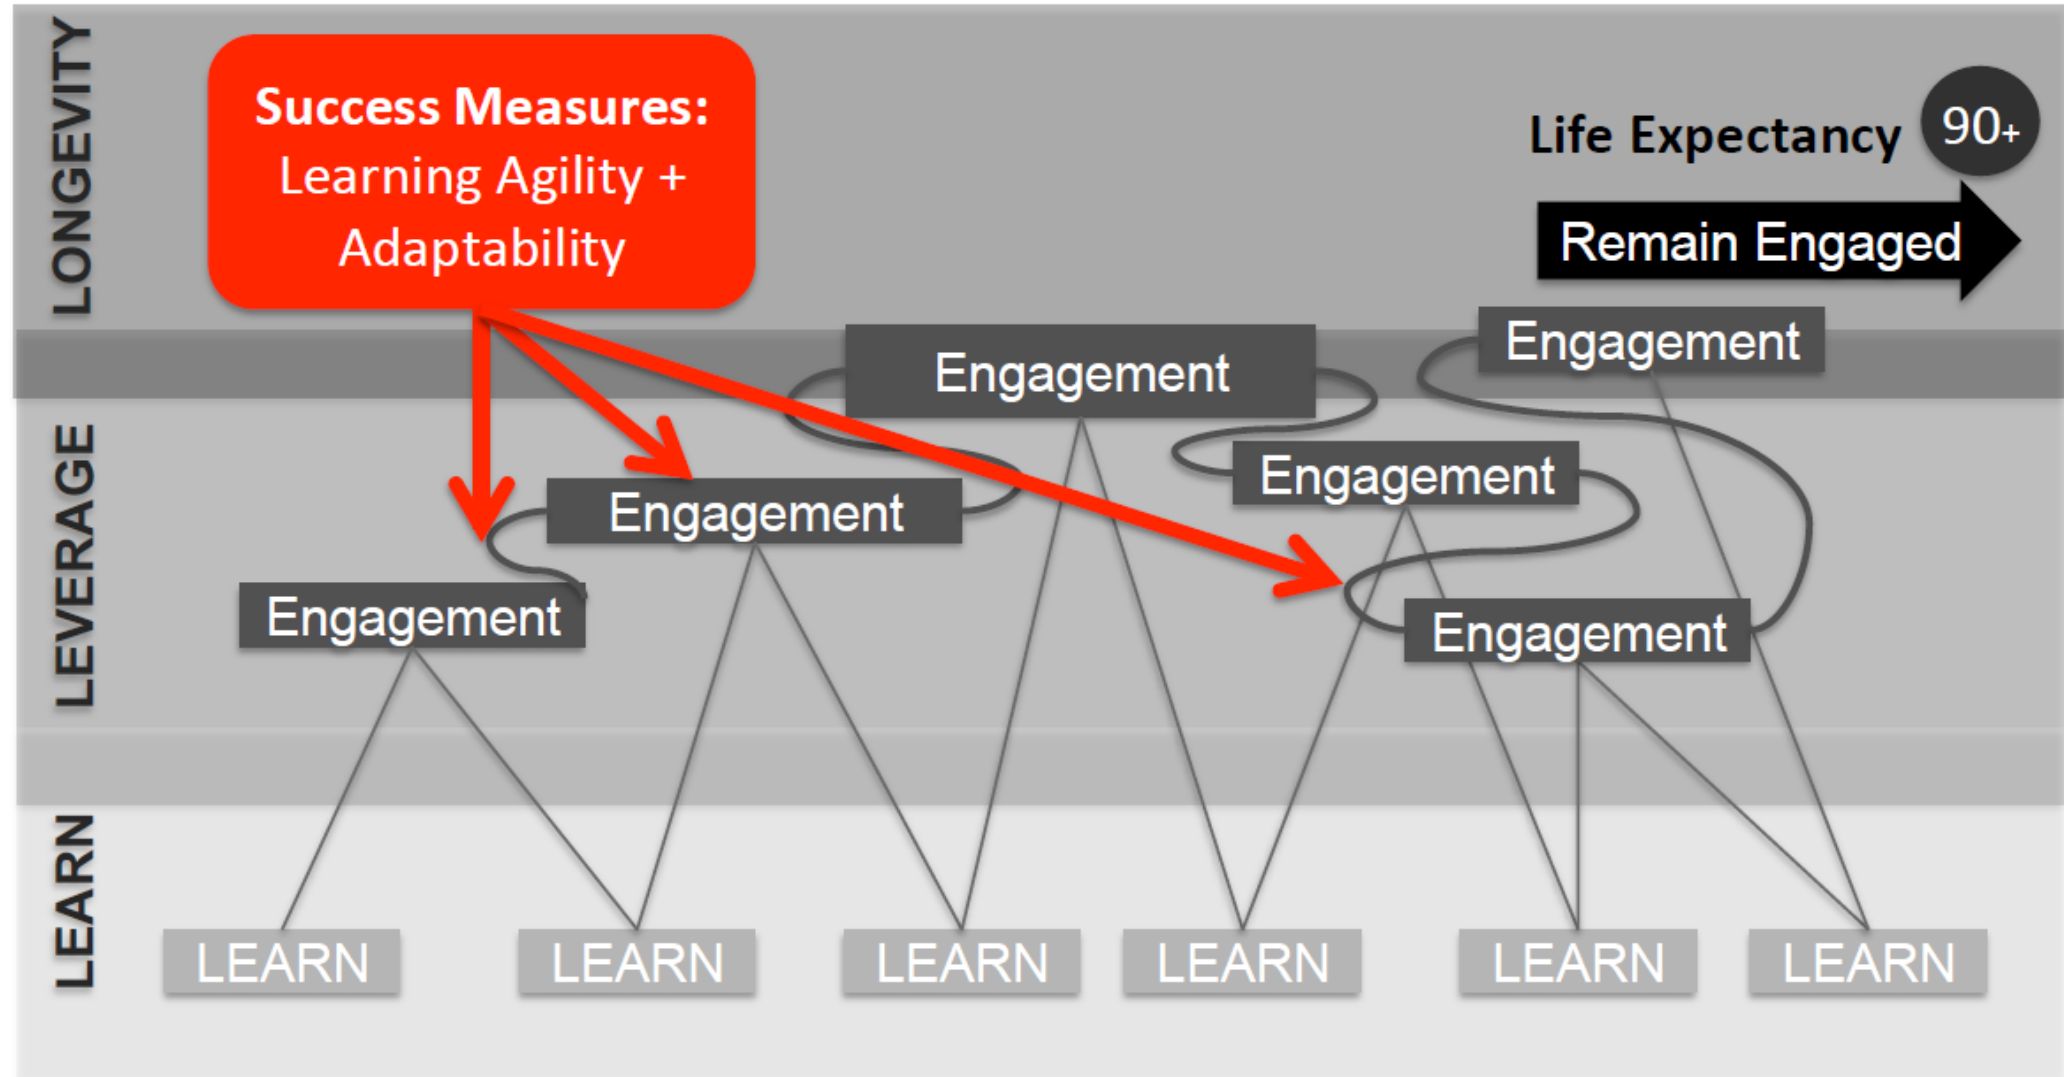 LONGEVITY
Success Measures:
Learning Agility +
Adaptability
Life Expectancy
90+
Remain Engaged
Engagement
Engagement
LEVERAGE
Engagement
Engagement
Engagement
Engagement
LEARN
LEARN
LEARN
LEARN
LEARN
LEARN
LEARN